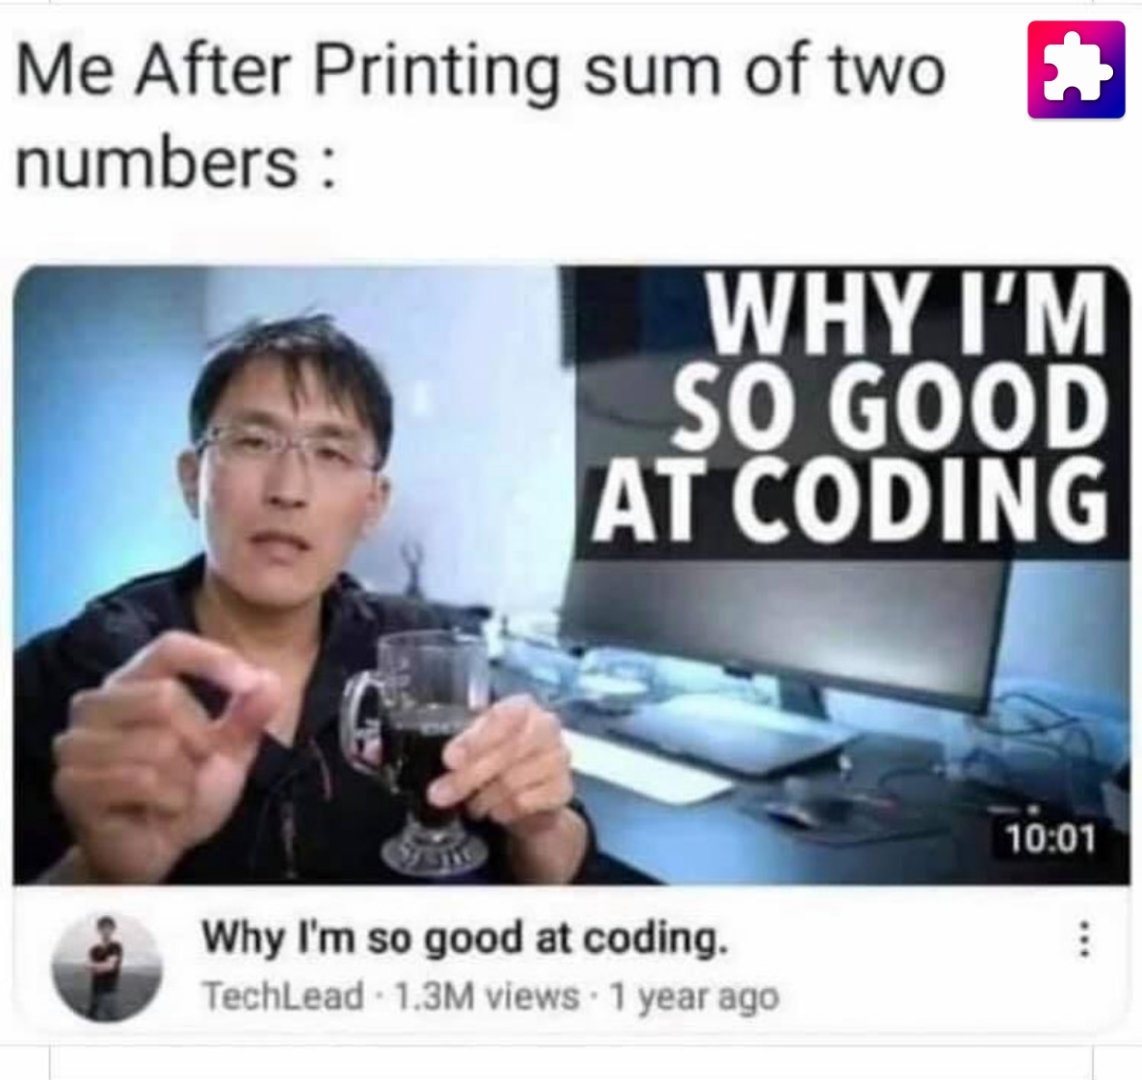 Me After Printing sum of two
numbers :
WHY I'M
SO GOOD
AT CODING
10:01
Why I'm so good at coding.
TechLead · 1.3M views · 1 year ago